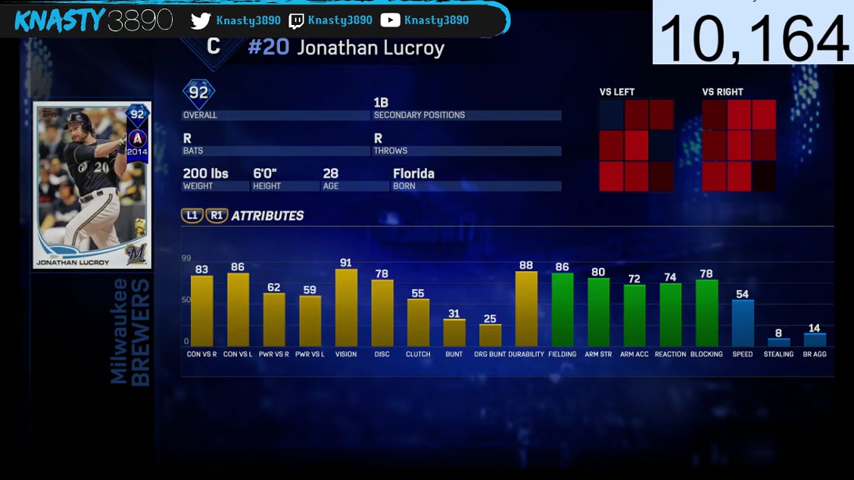 KNASTY3890
Knasty3890 Knasty3890 Knasty3890
10,164
C #20 Jonathan Lucroy
92
OVERALL
1B
SECONDARY POSITIONS
R
BATS
R
THROWS
200 lbs
WEIGHT
6'0"
HEIGHT
28
AGE
Florida
BORN
VS LEFT VS RIGHT
92
A
2014
20
JONATHAN LUCROY
Milwaukee
BREWERS
L1 R1 ATTRIBUTES
99
50
0
83 86 62 59 91 78 55 31 25 88 86 80 72 74 78 54 8 14
CON VS R CON VS L PWR VS R PWR VS L VISION DISC CLUTCH BUNT DRG BUNT DURABILITY FIELDING ARM STR ARM ACC REACTION BLOCKING SPEED STEALING BR AGG